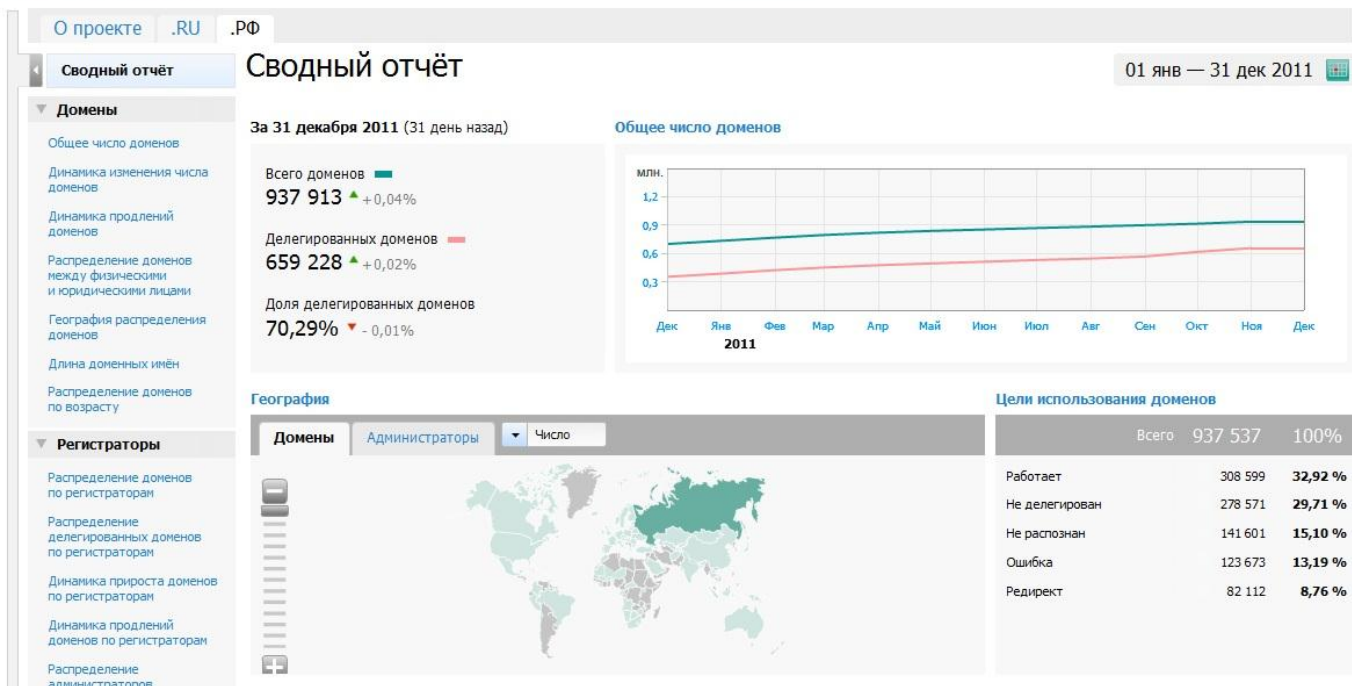 О проекте .RU .РФ
Сводный отчёт
Домены
Общее число доменов
Динамика изменения числа
доменов
Динамика продлений
доменов
Распределение доменов
между физическими
и юридическими лицами
География распределения
доменов
Длина доменных имён
Распределение доменов
по возрасту
Регистраторы
Распределение доменов
по регистраторам
Распределение
делегированных доменов
по регистраторам
Динамика прироста доменов
по регистраторам
Динамика продлений
доменов по регистраторам
Распределение
администраторов
Сводный отчёт
01 янв — 31 дек 2011
За 31 декабря 2011 (31 день назад)
Всего доменов
937 913 +0,04%
Делегированных доменов
659 228 +0,02%
Доля делегированных доменов
70,29% - 0,01%
Общее число доменов
млн.
1,2
0,9
0,6
0,3
Дек Янв Фев Мар Апр Май Июн Июл Авг Сен Окт Ноя Дек
2011
География
Домены Администраторы Число
Цели использования доменов
Всего 937 537 100%
Работает 308 599 32,92 %
Не делегирован 278 571 29,71 %
Не распознан 141 601 15,10 %
Ошибка 123 673 13,19 %
Редирект 82 112 8,76 %